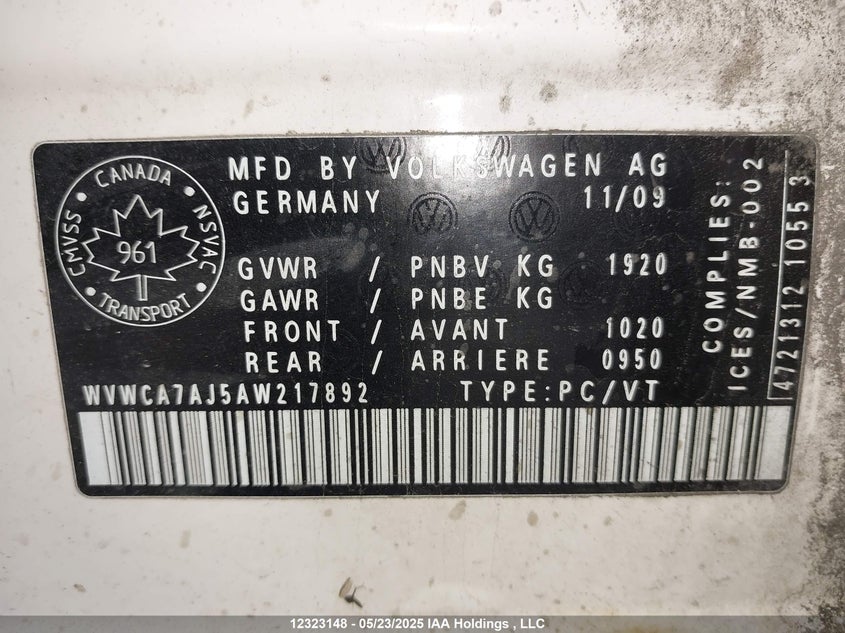 CANADA
CMVSS
NSVAC
961
TRANSPORT
MFD BY VOLKSWAGEN AG
GERMANY 11/09
GVWR / PNBV KG 1920
GAWR / PNBE KG
FRONT / AVANT 1020
REAR / ARRIERE 0950
WVWCA7AJ5AW217892 TYPE:PC/VT
COMPLIES:
ICES/NMB-002
4721312 1055 3
12323148 - 05/23/2025 IAA Holdings , LLC